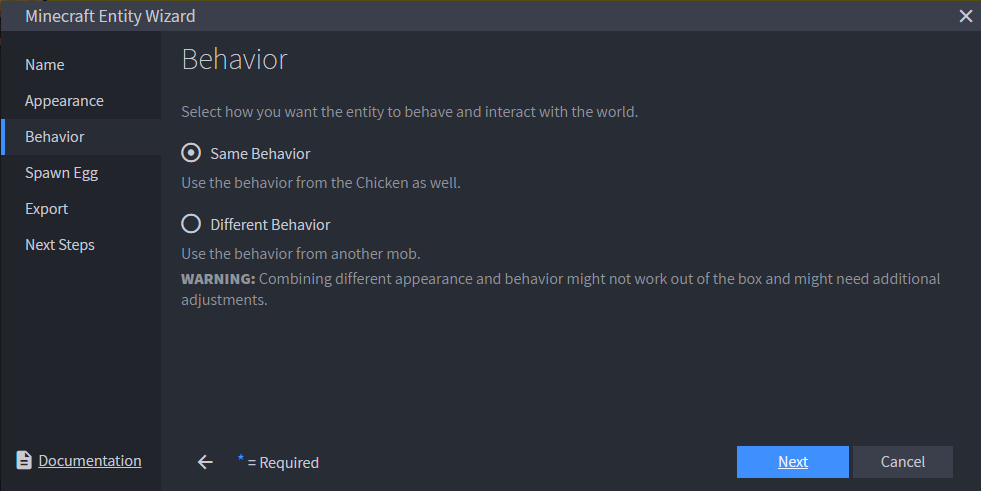 Minecraft Entity Wizard
Name
Appearance
Behavior
Spawn Egg
Export
Next Steps
Documentation
Behavior
Select how you want the entity to behave and interact with the world.
Same Behavior
Use the behavior from the Chicken as well.
Different Behavior
Use the behavior from another mob.
WARNING: Combining different appearance and behavior might not work out of the box and might need additional
adjustments.
* = Required
Next
Cancel